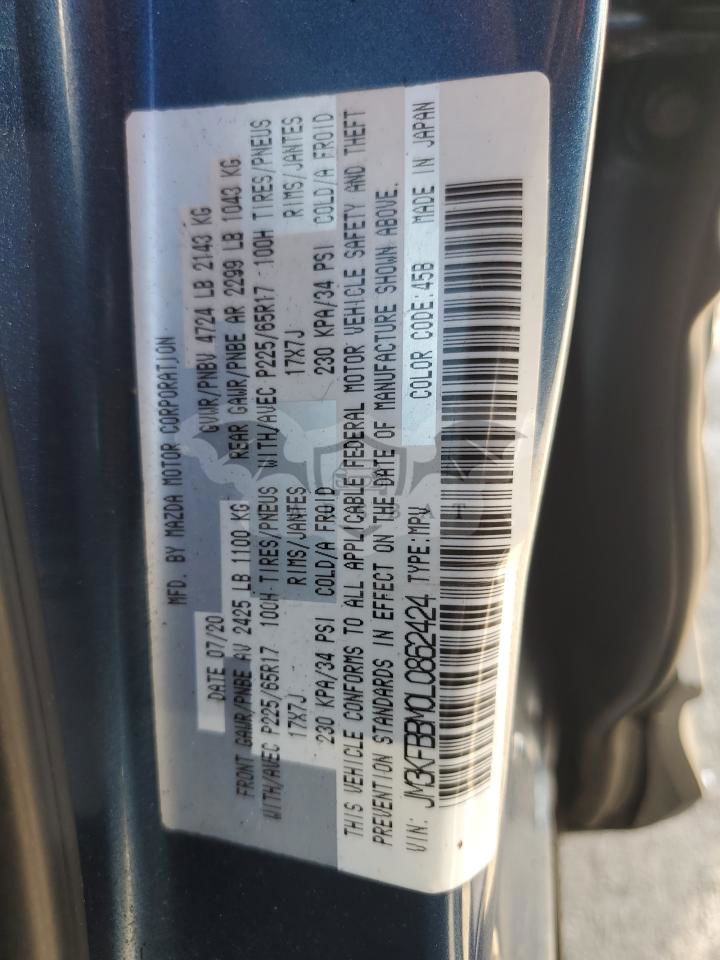 MFD. BY MAZDA MOTOR CORPORATION
DATE 07/20 GVWR/PNBV 4724 LB 2143 KG
FRONT GAWR/PNBE AV 2425 LB 1100 KG REAR GAWR/PNBE AR 2299 LB 1043 KG
WITH/AVEC P225/65R17 100H TIRES/PNEUS WITH/AVEC P225/65R17 100H TIRES/PNEUS
17X7J RIMS/JANTES 17X7J RIMS/JANTES
230 KPA/34 PSI COLD/A FROID 230 KPA/34 PSI COLD/A FROID
THIS VEHICLE CONFORMS TO ALL APPLICABLE FEDERAL MOTOR VEHICLE SAFETY AND THEFT
PREVENTION STANDARDS IN EFFECT ON THE DATE OF MANUFACTURE SHOWN ABOVE.
COLOR CODE:45B MADE IN JAPAN
VIN: JM3KFBBM0L0862424 TYPE:MPV